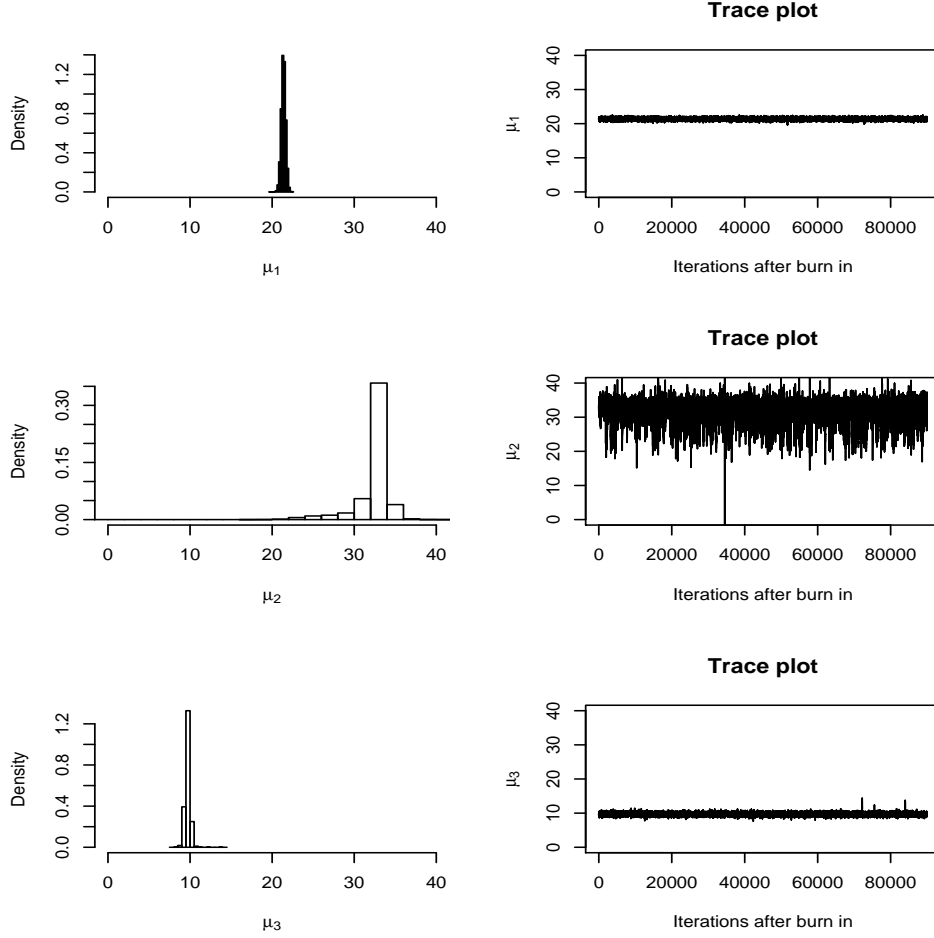 Density
1.2
0.8
0.4
0.0
0 10 20 30 40
μ1
Trace plot
μ1
40
30
20
10
0
0 20000 40000 60000 80000
Iterations after burn in
Density
0.30
0.15
0.00
0 10 20 30 40
μ2
Trace plot
μ2
40
30
20
10
0
0 20000 40000 60000 80000
Iterations after burn in
Density
1.2
0.8
0.4
0.0
0 10 20 30 40
μ3
Trace plot
μ3
40
30
20
10
0
0 20000 40000 60000 80000
Iterations after burn in